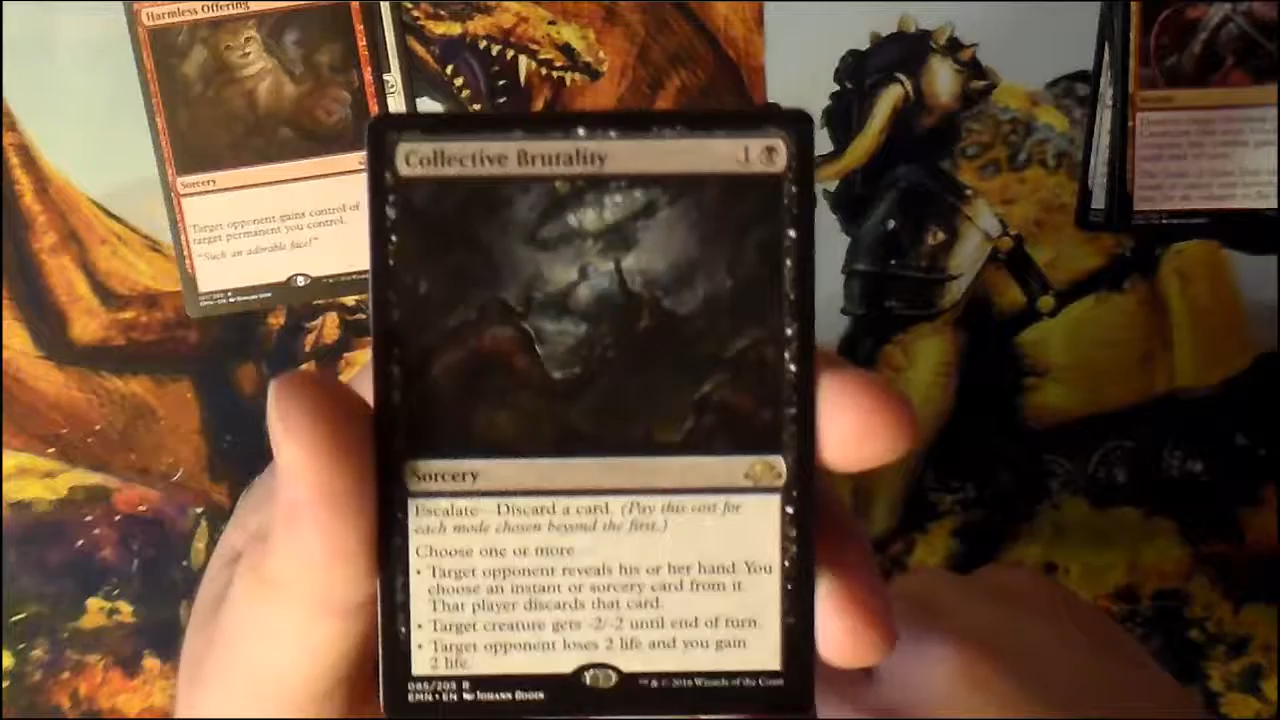 Harmless Offering
Sorcery
Target opponent gains control of
target permanent you control.
"Such an adorable face!"
Collective Brutality
1
Sorcery
Escalate—Discard a card. (Pay this cost for
each mode chosen beyond the first.)
Choose one or more
• Target opponent reveals his or her hand. You
choose an instant or sorcery card from it.
That player discards that card.
• Target creature gets -2/-2 until end of turn.
• Target opponent loses 2 life and you gain
2 life.
085/205 R
EMN • EN Johann Bodin
™ & © 2016 Wizards of the Coast